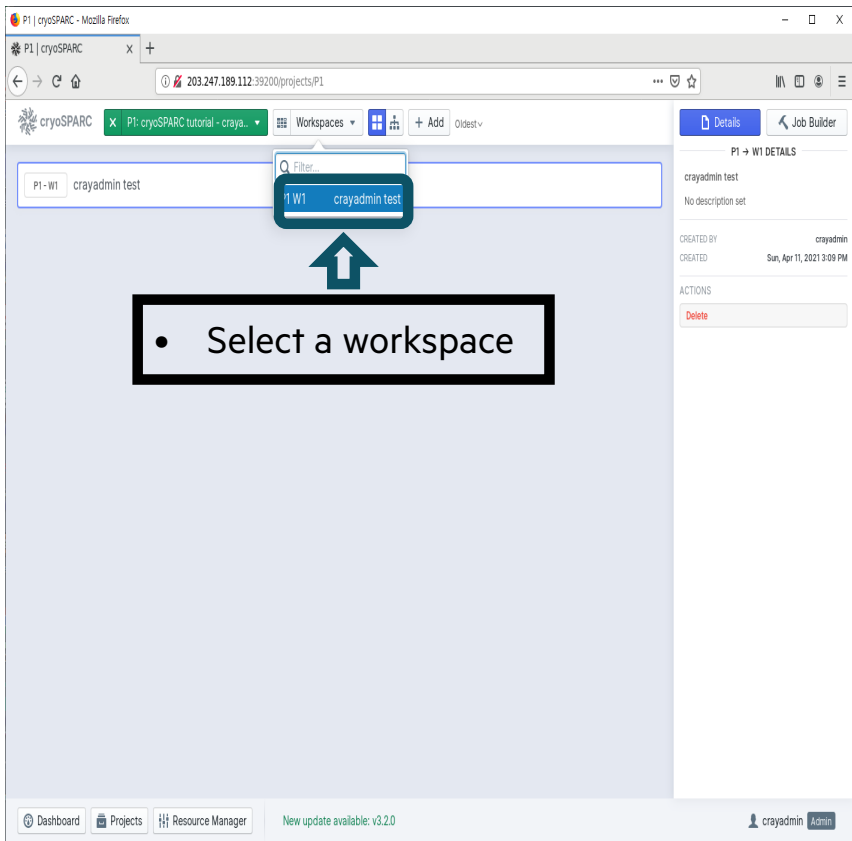 P1 | cryoSPARC - Mozilla Firefox
P1 | cryoSPARC
203.247.189.112:39200/projects/P1
cryoSPARC
X P1: cryoSPARC tutorial - craya..
Workspaces
+ Add
Oldest
Details
Job Builder
P1 → W1 DETAILS
Filter...
P1 - W1 crayadmin test
P1 W1 crayadmin test
crayadmin test
No description set
CREATED BY crayadmin
CREATED Sun, Apr 11, 2021 3:09 PM
ACTIONS
Delete
• Select a workspace
Dashboard
Projects
Resource Manager
New update available: v3.2.0
crayadmin Admin